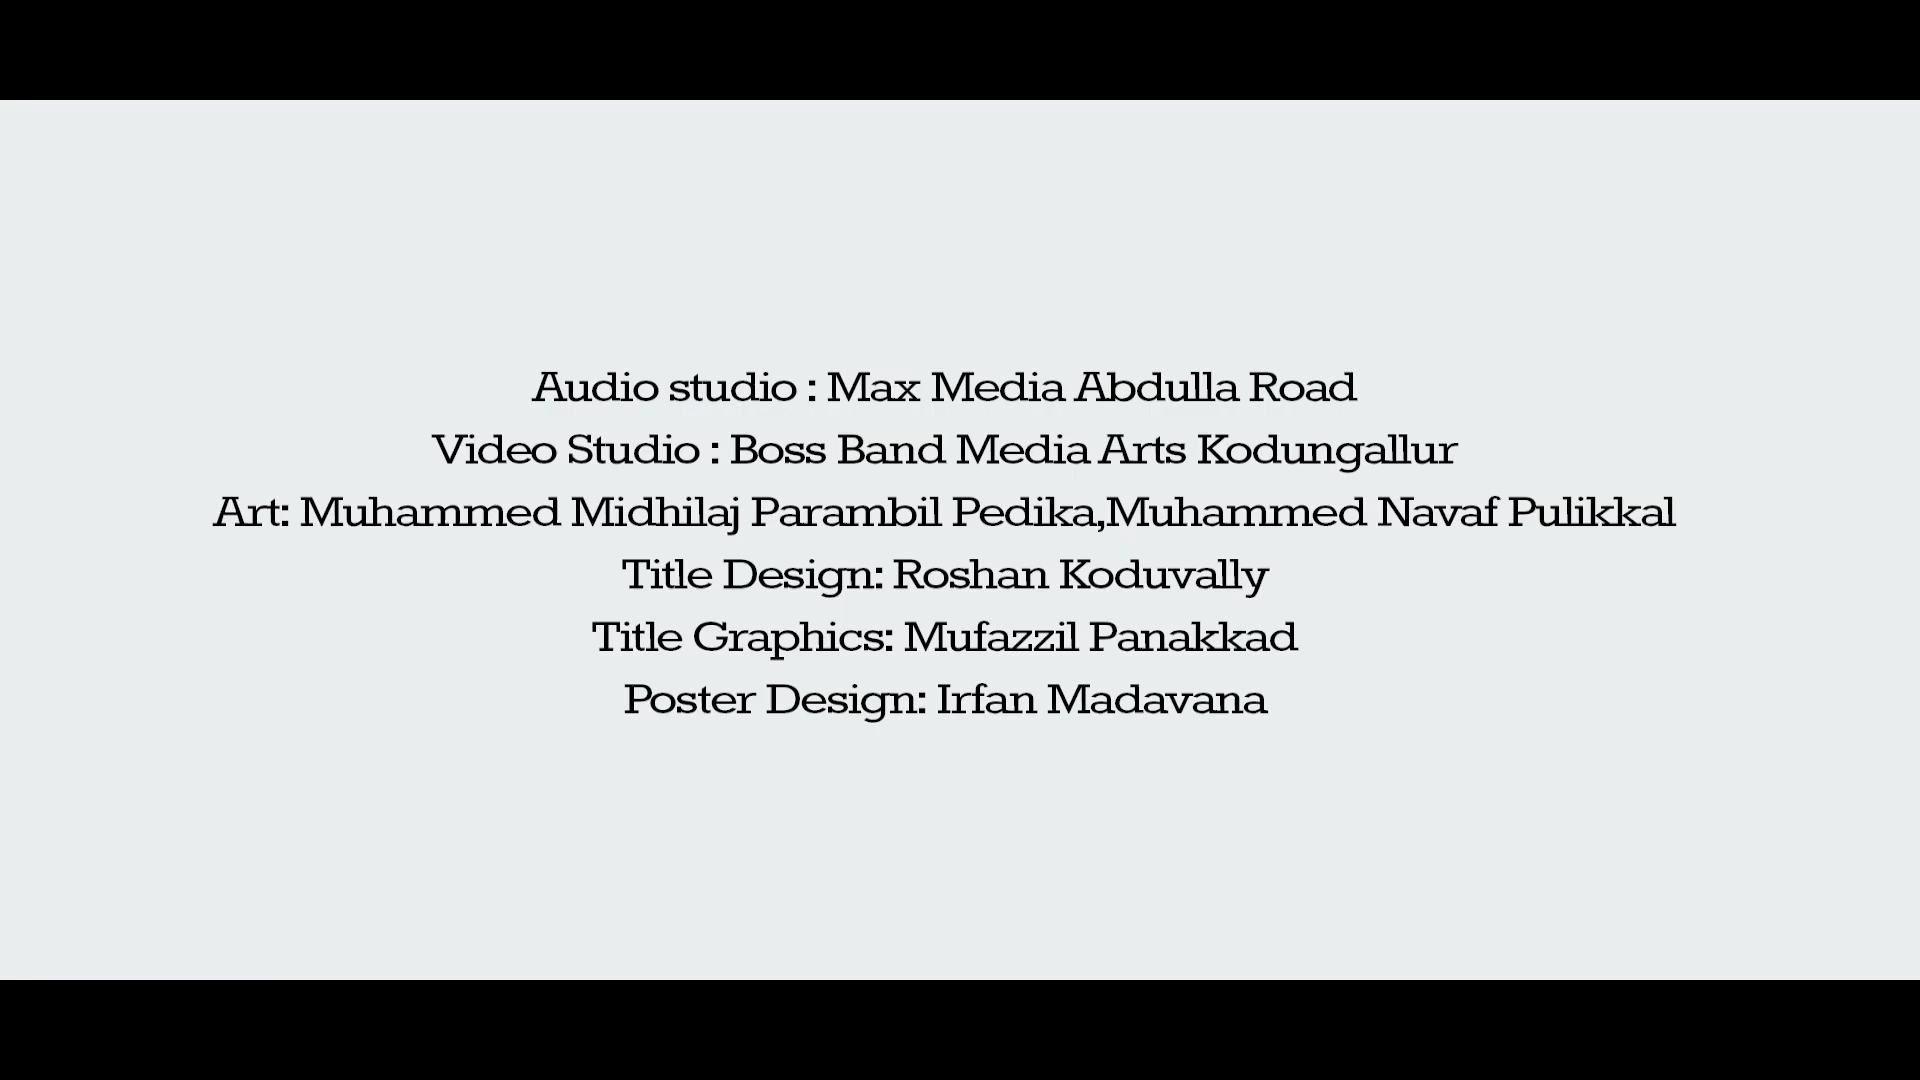 Audio studio : Max Media Abdulla Road
Video Studio : Boss Band Media Arts Kodungallur
Art: Muhammed Midhilaj Parambil Pedika,Muhammed Navaf Pulikkal
Title Design: Roshan Koduvally
Title Graphics: Mufazzil Panakkad
Poster Design: Irfan Madavana